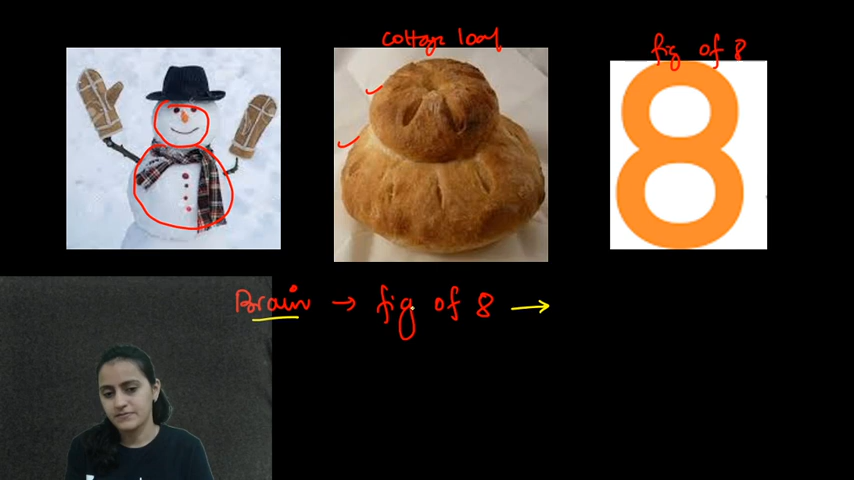 cottage loaf
fig of 8
8
Brain → fig of 8 →